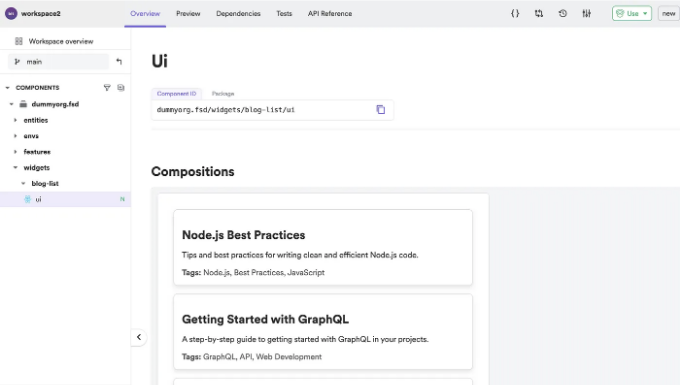 workspace2
Overview
Preview
Dependencies
Tests
API Reference
Use
new
Workspace overview
main
COMPONENTS
dummyorg.fsd
entities
envs
features
widgets
blog-list
ui
N
Ui
Component ID
Package
dummyorg.fsd/widgets/blog-list/ui
Compositions
Node.js Best Practices
Tips and best practices for writing clean and efficient Node.js code.
Tags: Node.js, Best Practices, JavaScript
Getting Started with GraphQL
A step-by-step guide to getting started with GraphQL in your projects.
Tags: GraphQL, API, Web Development